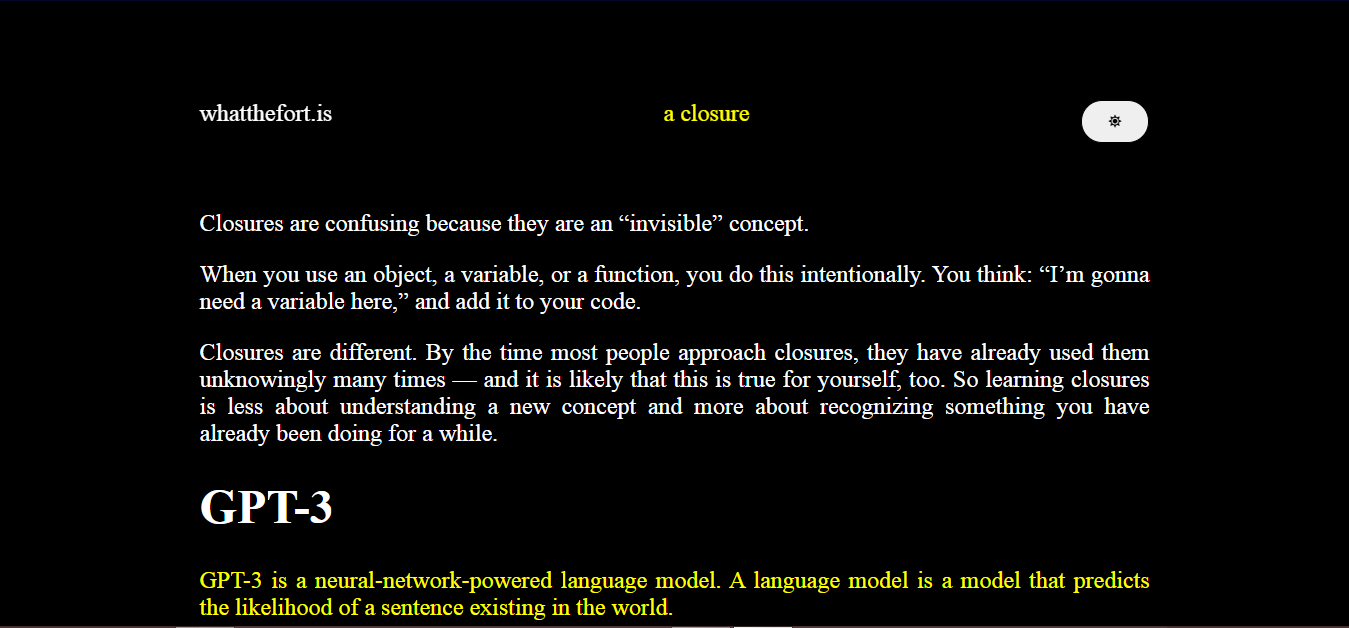 whatthefort.is
a closure
Closures are confusing because they are an “invisible” concept.
When you use an object, a variable, or a function, you do this intentionally. You think: “I’m gonna
need a variable here,” and add it to your code.
Closures are different. By the time most people approach closures, they have already used them
unknowingly many times — and it is likely that this is true for yourself, too. So learning closures
is less about understanding a new concept and more about recognizing something you have
already been doing for a while.
GPT-3
GPT-3 is a neural-network-powered language model. A language model is a model that predicts
the likelihood of a sentence existing in the world.